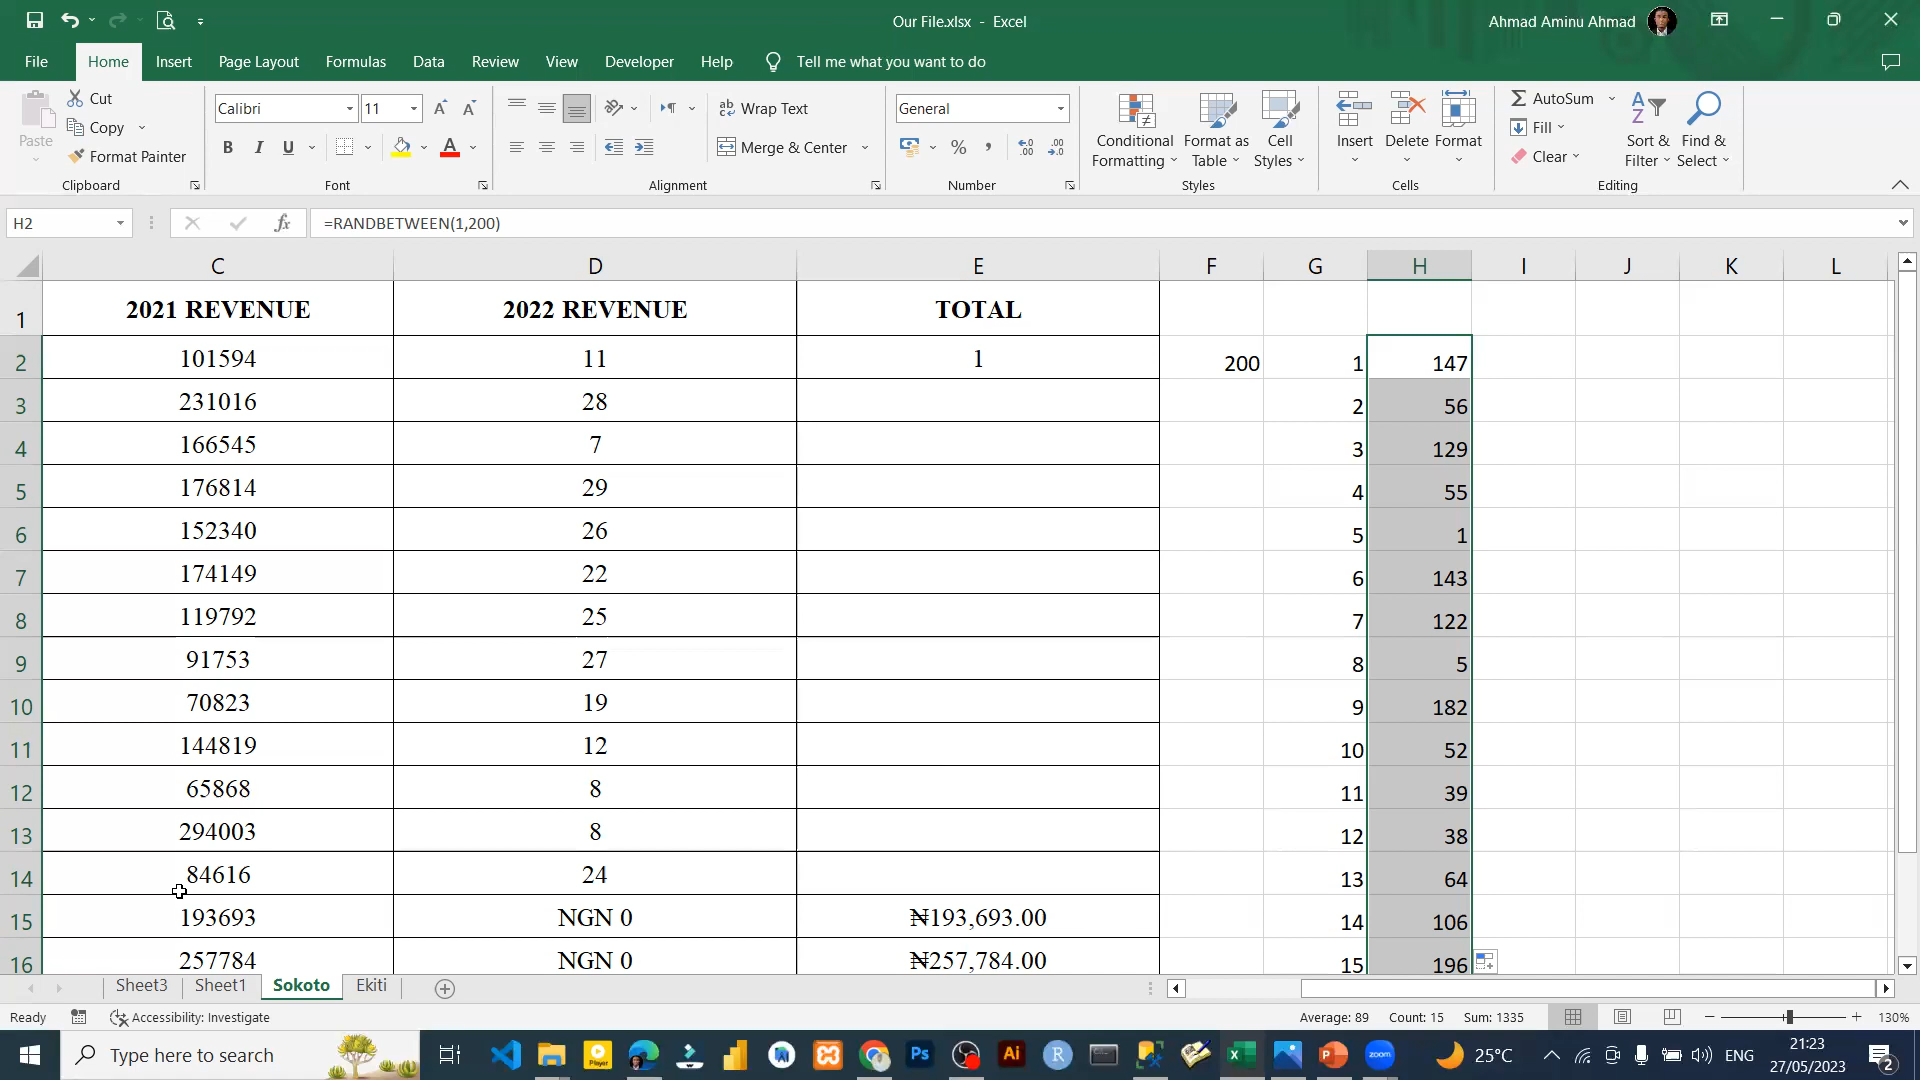 Our File.xlsx - Excel
Ahmad Aminu Ahmad
File Home Insert Page Layout Formulas Data Review View Developer Help Tell me what you want to do
Paste
Cut
Copy
Format Painter
Clipboard
Calibri 11
B I U
Font
Wrap Text
Merge & Center
Alignment
General
Number
Conditional Formatting
Format as Table
Cell Styles
Styles
Insert
Delete
Format
Cells
AutoSum
Fill
Clear
Sort & Filter
Find & Select
Editing
H2 fx =RANDBETWEEN(1,200)
C D E F G H I J K L
1 2021 REVENUE 2022 REVENUE TOTAL
2 101594 11 1 200 1 147
3 231016 28 2 56
4 166545 7 3 129
5 176814 29 4 55
6 152340 26 5 1
7 174149 22 6 143
8 119792 25 7 122
9 91753 27 8 5
10 70823 19 9 182
11 144819 12 10 52
12 65868 8 11 39
13 294003 8 12 38
14 84616 24 13 64
15 193693 NGN 0 ₦193,693.00 14 106
16 257784 NGN 0 ₦257,784.00 15 196
Sheet3 Sheet1 Sokoto Ekiti
Ready Accessibility: Investigate Average: 89 Count: 15 Sum: 1335 130%
Type here to search
Player
Ps
Ai
R
zoom
25°C
ENG
21:23
27/05/2023
2